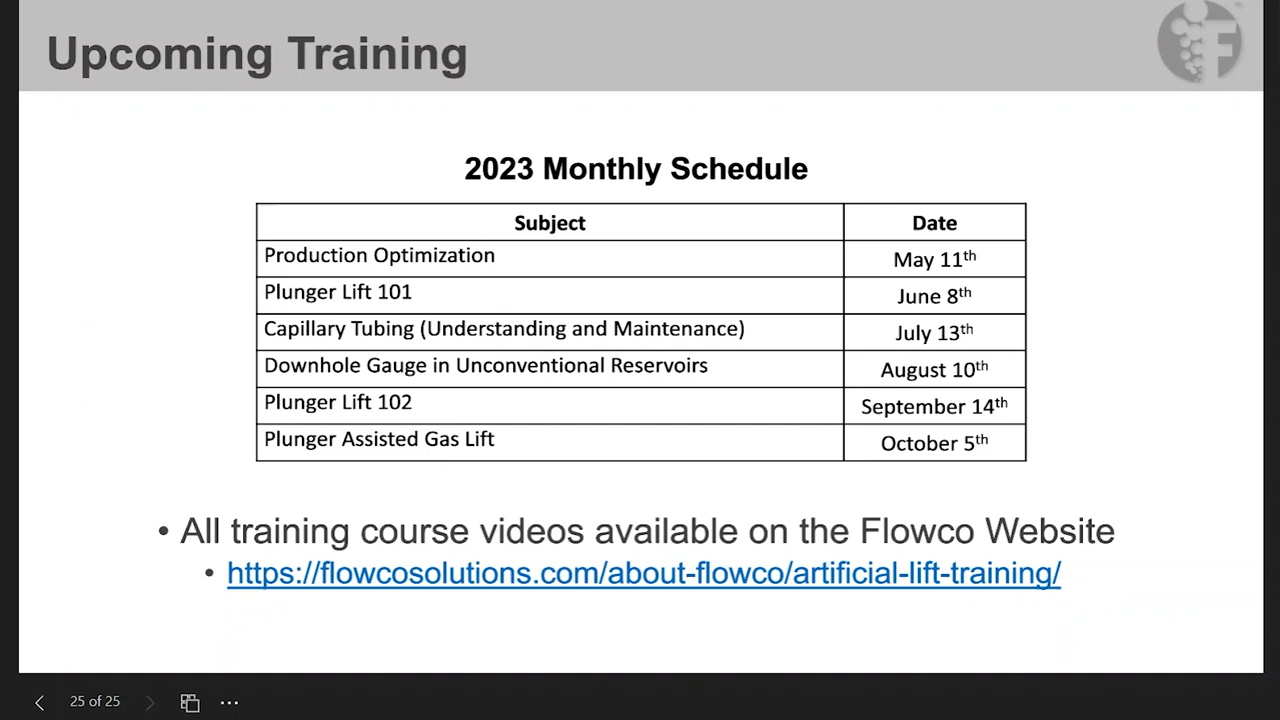 Upcoming Training
F
2023 Monthly Schedule
Subject Date
Production Optimization May 11th
Plunger Lift 101 June 8th
Capillary Tubing (Understanding and Maintenance) July 13th
Downhole Gauge in Unconventional Reservoirs August 10th
Plunger Lift 102 September 14th
Plunger Assisted Gas Lift October 5th
• All training course videos available on the Flowco Website
• https://flowcosolutions.com/about-flowco/artificial-lift-training/
25 of 25